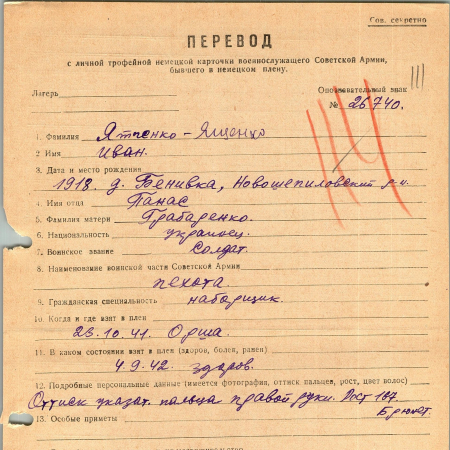 Сов. секретно
ПЕРЕВОД
с личной трофейной немецкой карточки военнослужащего Советской Армии,
бывшего в немецком плену.
Лагерь
Опознавательный знак
№ 26740.
1. Фамилия Ятпенко-Ященко
2. Имя Иван.
3. Дата и место рождения
1918. д. Бенивка, Новошепиловский р-н.
4. Имя отца Панас
5. Фамилия матери Грабаренко.
6. Национальность украинец.
7. Воинское звание Солдат.
8. Наименование воинской части Советской Армии
пехота.
9. Гражданская специальность наборщик.
10. Когда и где взят в плен
23.10.41. Орша.
11. В каком состоянии взят в плен (здоров, болен, ранен)
4.9.42. здоров.
12. Подробные персональные данные (имеется фотография, оттиск пальцев, рост, цвет волос)
Оттиск указат. пальца правой руки. Рост 167.
Брюнет.
13. Особые приметы